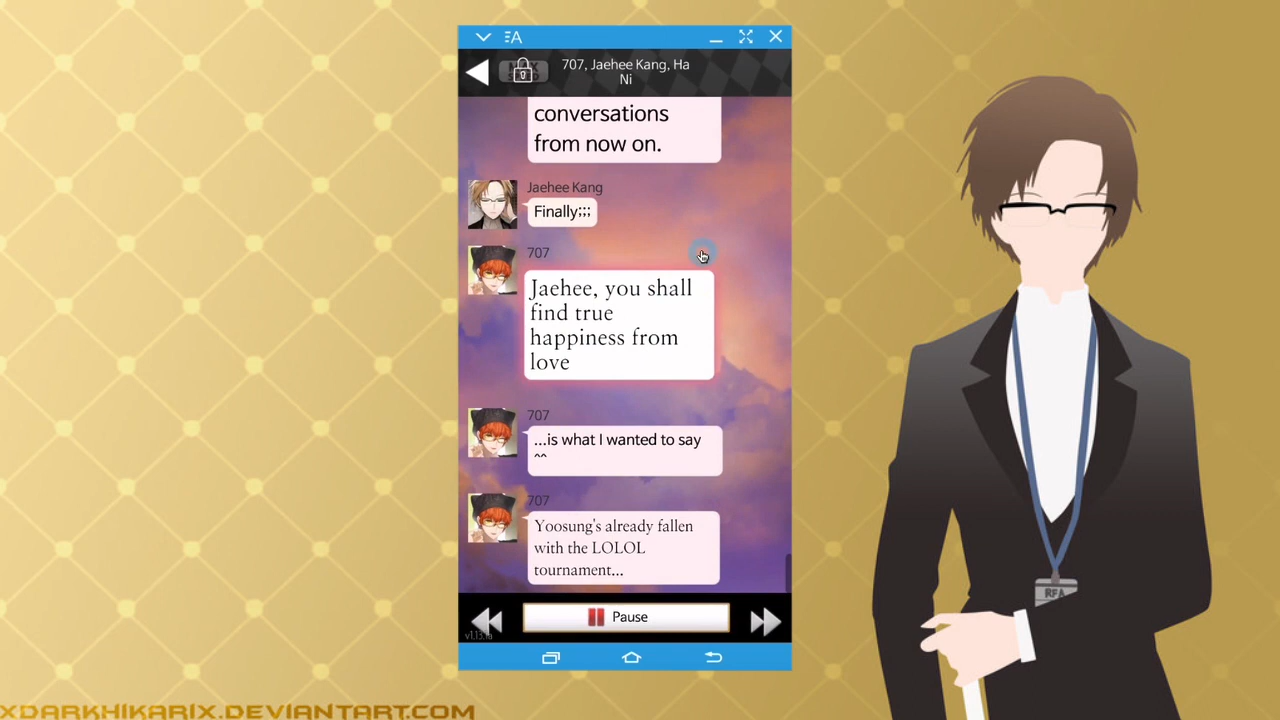 ΞA
707, Jaehee Kang, Ha
Ni
conversations
from now on.
Jaehee Kang
Finally;;;
707
Jaehee, you shall
find true
happiness from
love
707
...is what I wanted to say
^^
707
Yoosung's already fallen
with the LOLOL
tournament...
Pause
RFA
XDARKHIKARIX.DEVIANTART.COM